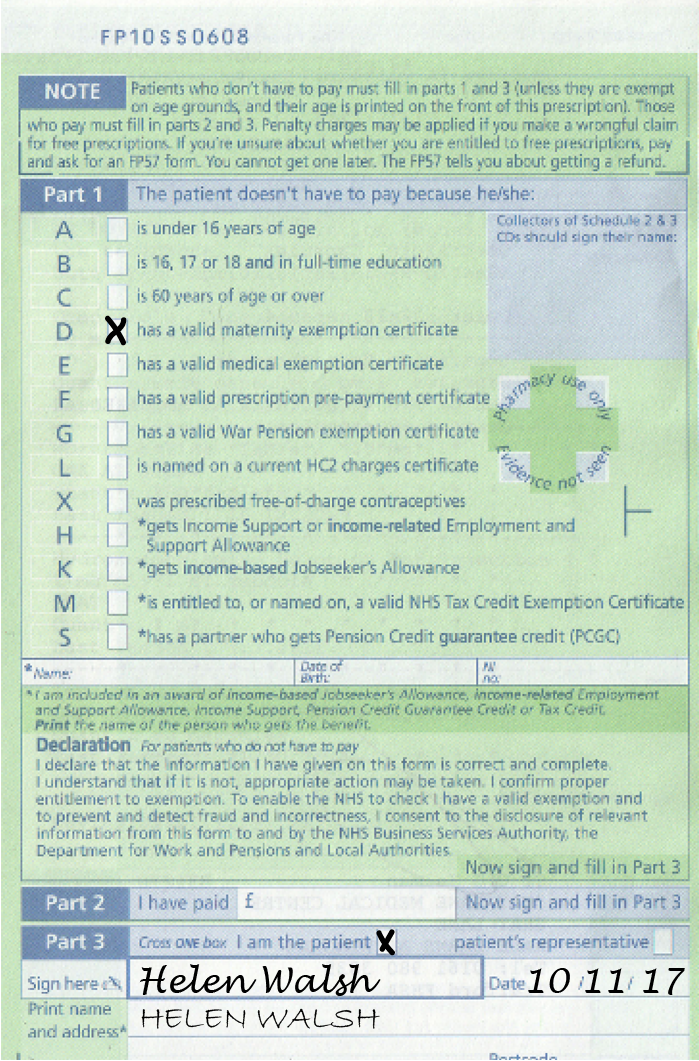 FP10SS0608
NOTE Patients who don't have to pay must fill in parts 1 and 3 (unless they are exempt
on age grounds, and their age is printed on the front of this prescription). Those
who pay must fill in parts 2 and 3. Penalty charges may be applied if you make a wrongful claim
for free prescriptions. If you're unsure about whether you are entitled to free prescriptions, pay
and ask for an FP57 form. You cannot get one later. The FP57 tells you about getting a refund.
Part 1 The patient doesn't have to pay because he/she:
Collectors of Schedule 2 & 3
CDs should sign their name:
A is under 16 years of age
B is 16, 17 or 18 and in full-time education
C is 60 years of age or over
D X has a valid maternity exemption certificate
E has a valid medical exemption certificate
F has a valid prescription pre-payment certificate
G has a valid War Pension exemption certificate
L is named on a current HC2 charges certificate
Pharmacy use only
Evidence not seen
X was prescribed free-of-charge contraceptives
H *gets Income Support or income-related Employment and
Support Allowance
K *gets income-based Jobseeker's Allowance
M *is entitled to, or named on, a valid NHS Tax Credit Exemption Certificate
S *has a partner who gets Pension Credit guarantee credit (PCGC)
*Name: Date of Birth: NI no:
*I am included in an award of income-based Jobseeker's Allowance, income-related Employment
and Support Allowance, Income Support, Pension Credit Guarantee Credit or Tax Credit.
Print the name of the person who gets the benefit.
Declaration For patients who do not have to pay
I declare that the information I have given on this form is correct and complete.
I understand that if it is not, appropriate action may be taken. I confirm proper
entitlement to exemption. To enable the NHS to check I have a valid exemption and
to prevent and detect fraud and incorrectness, I consent to the disclosure of relevant
information from this form to and by the NHS Business Services Authority, the
Department for Work and Pensions and Local Authorities.
Now sign and fill in Part 3
Part 2 I have paid £ Now sign and fill in Part 3
Part 3 Cross ONE box I am the patient X patient's representative
Sign here Helen Walsh Date 10 / 11 / 17
Print name HELEN WALSH
and address*
Postcode